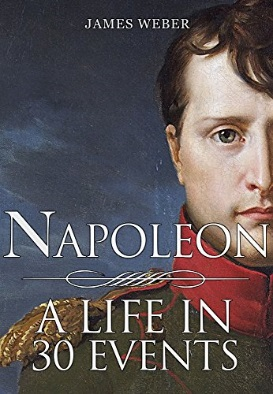 JAMES WEBER
NAPOLEON
A LIFE IN
30 EVENTS